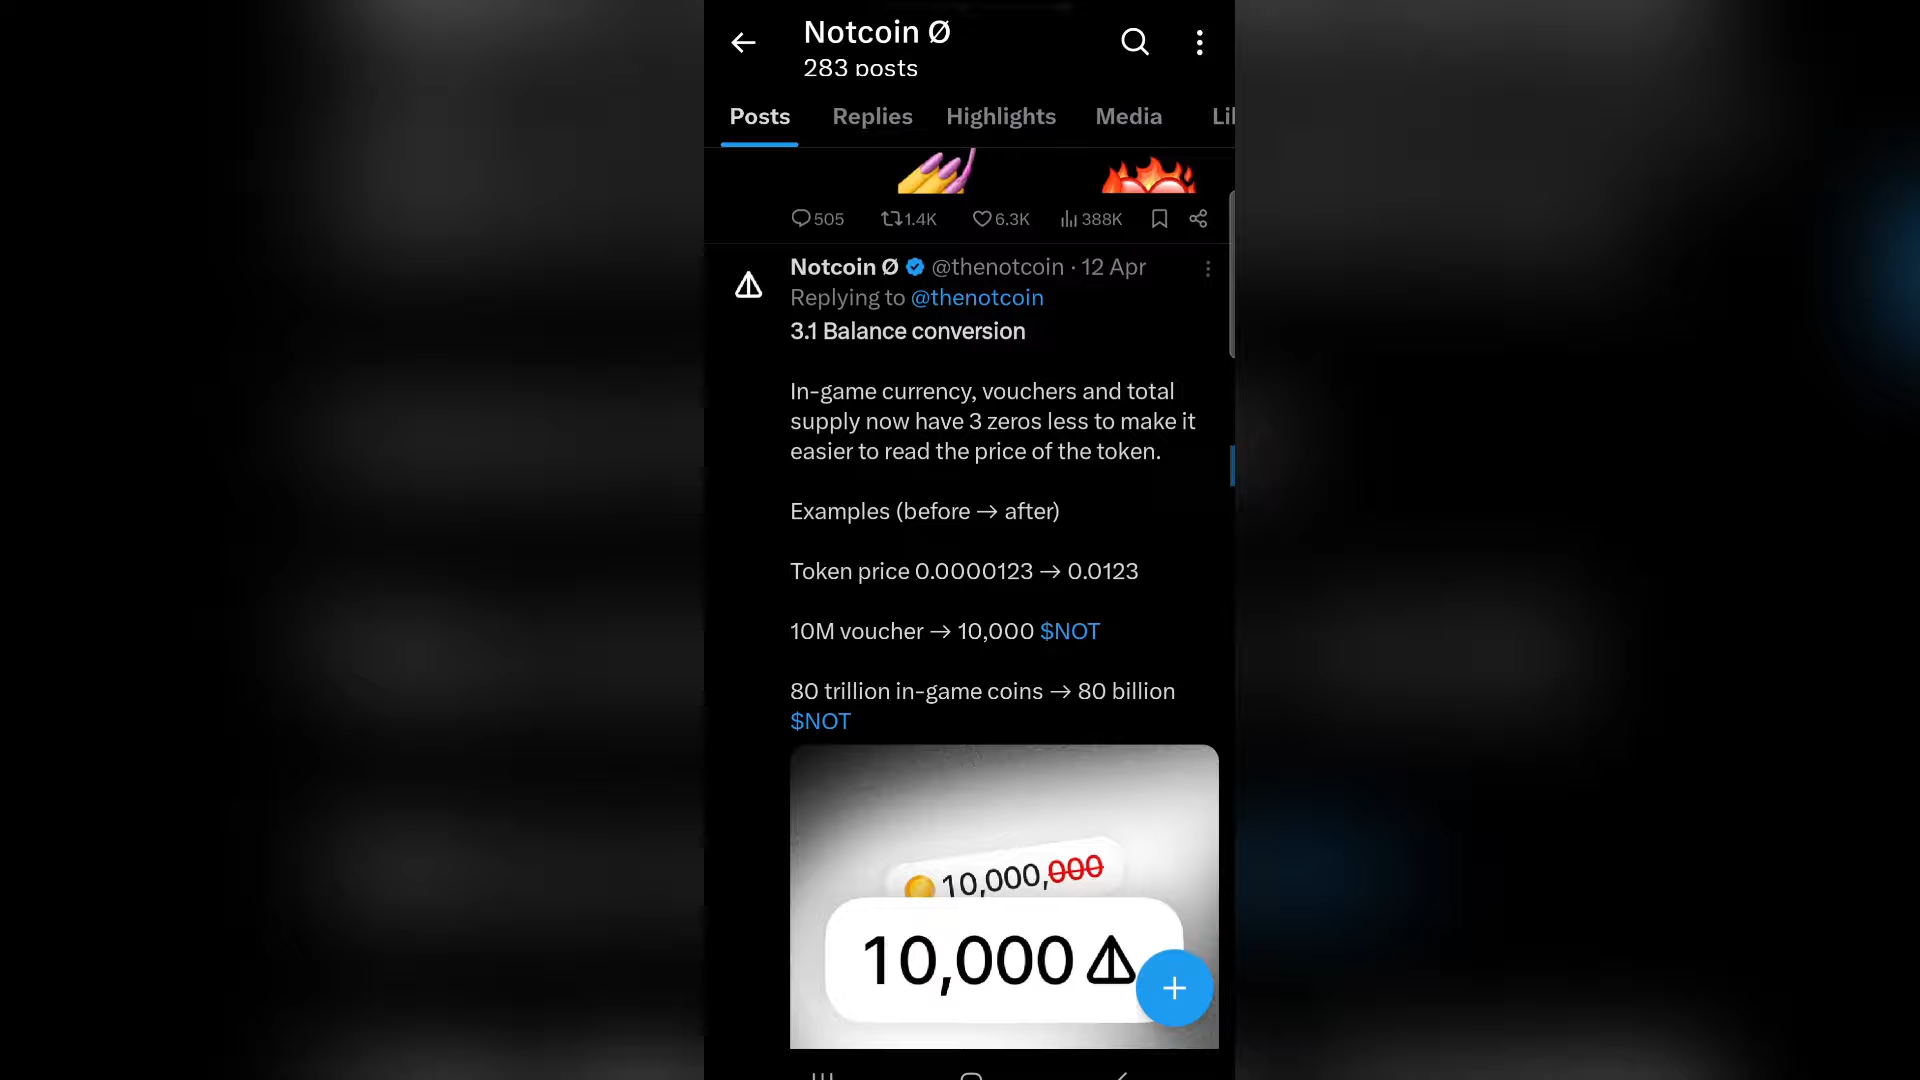 Notcoin Ø
283 posts
Posts Replies Highlights Media Li
505 1.4K 6.3K 388K
Notcoin Ø @thenotcoin · 12 Apr
Replying to @thenotcoin
3.1 Balance conversion
In-game currency, vouchers and total
supply now have 3 zeros less to make it
easier to read the price of the token.
Examples (before → after)
Token price 0.0000123 → 0.0123
10M voucher → 10,000 $NOT
80 trillion in-game coins → 80 billion
$NOT
10,000,000
10,000